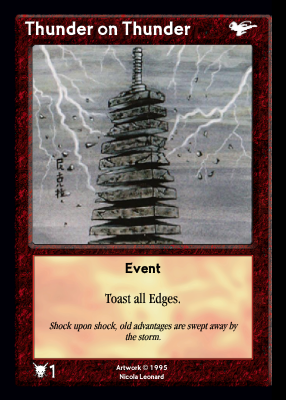 Thunder on Thunder
Event
Toast all Edges.
Shock upon shock, old advantages are swept away by
the storm.
1
Artwork © 1995
Nicola Leonard